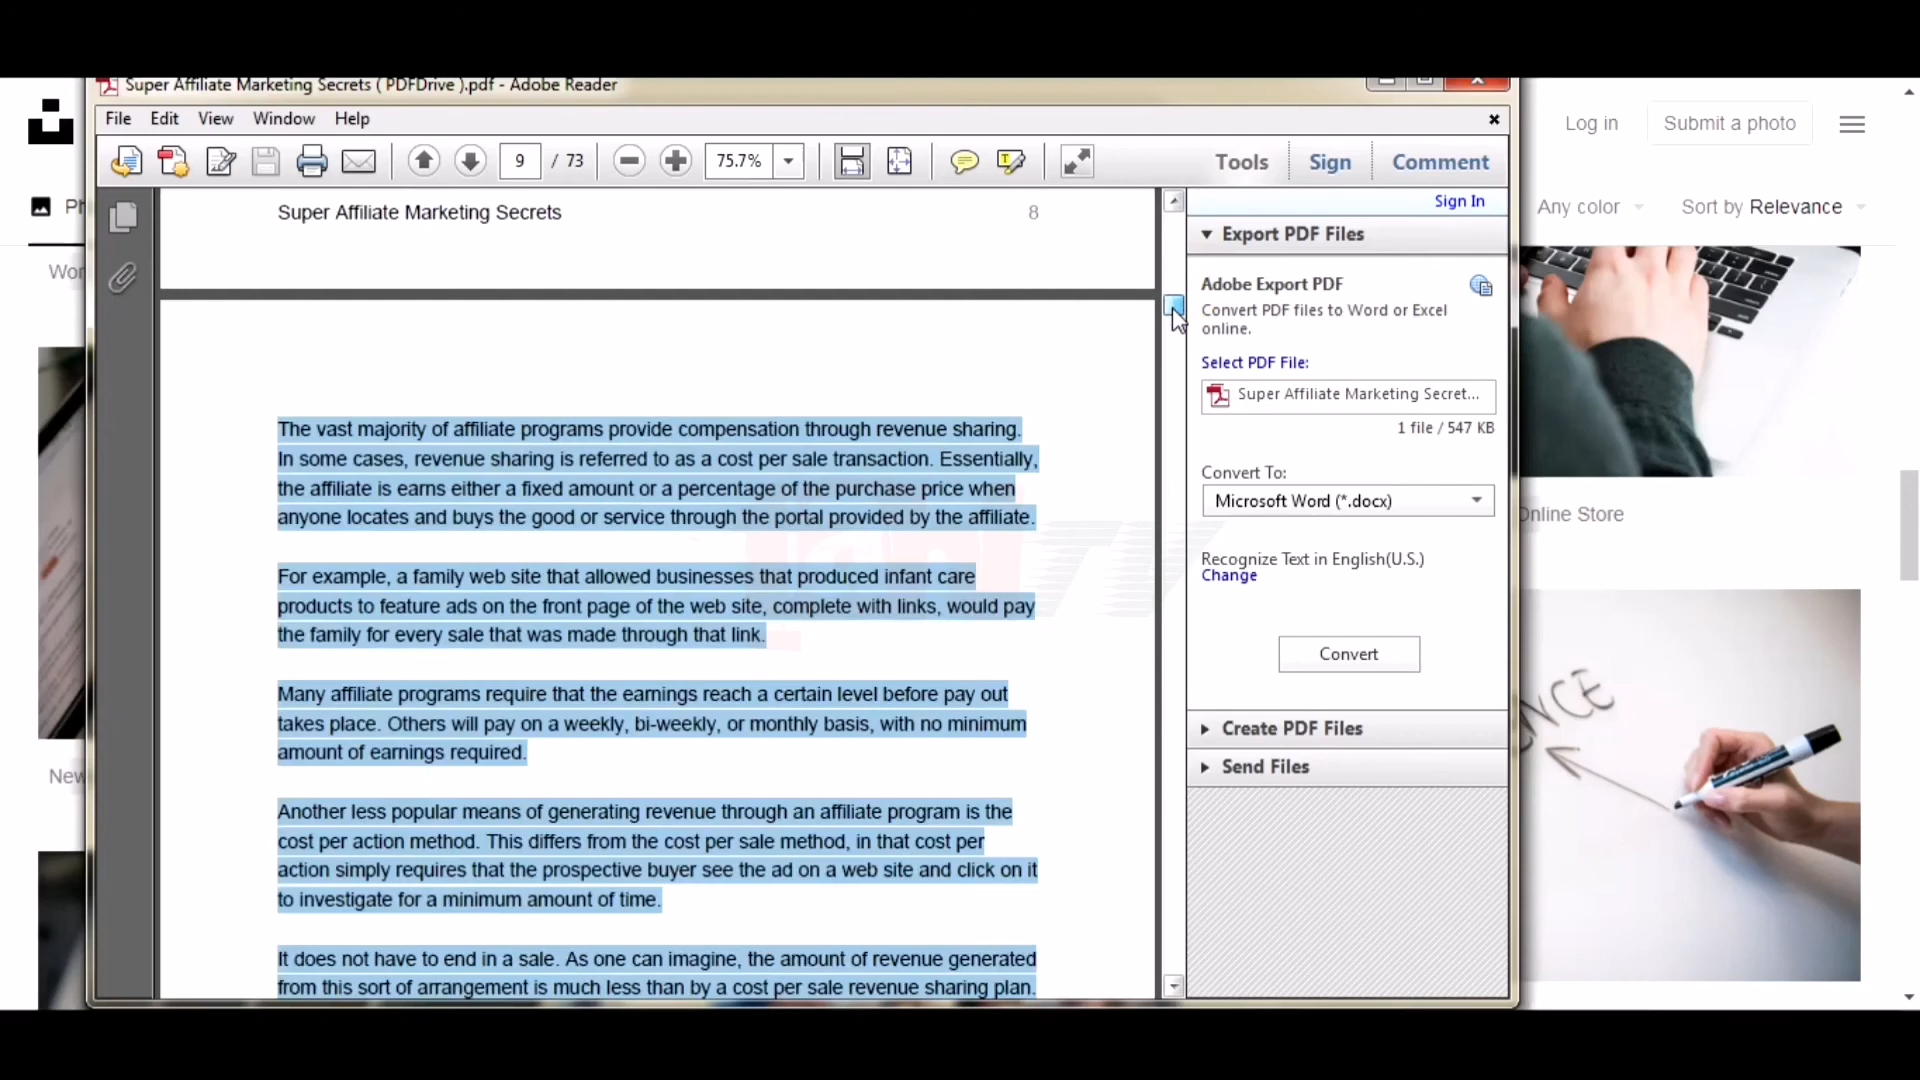 Super Affiliate Marketing Secrets ( PDFDrive ).pdf - Adobe Reader
File Edit View Window Help
Log in
Submit a photo
9 / 73
75.7%
Tools
Sign
Comment
Any color
Sort by Relevance
Sign In
Super Affiliate Marketing Secrets
8
Export PDF Files
Adobe Export PDF
Convert PDF files to Word or Excel
online.
Select PDF File:
Super Affiliate Marketing Secret...
1 file / 547 KB
Convert To:
Microsoft Word (*.docx)
Recognize Text in English(U.S.)
Change
Convert
Create PDF Files
Send Files
The vast majority of affiliate programs provide compensation through revenue sharing.
In some cases, revenue sharing is referred to as a cost per sale transaction. Essentially,
the affiliate is earns either a fixed amount or a percentage of the purchase price when
anyone locates and buys the good or service through the portal provided by the affiliate.
For example, a family web site that allowed businesses that produced infant care
products to feature ads on the front page of the web site, complete with links, would pay
the family for every sale that was made through that link.
Many affiliate programs require that the earnings reach a certain level before pay out
takes place. Others will pay on a weekly, bi-weekly, or monthly basis, with no minimum
amount of earnings required.
Another less popular means of generating revenue through an affiliate program is the
cost per action method. This differs from the cost per sale method, in that cost per
action simply requires that the prospective buyer see the ad on a web site and click on it
to investigate for a minimum amount of time.
It does not have to end in a sale. As one can imagine, the amount of revenue generated
from this sort of arrangement is much less than by a cost per sale revenue sharing plan.
Online Store